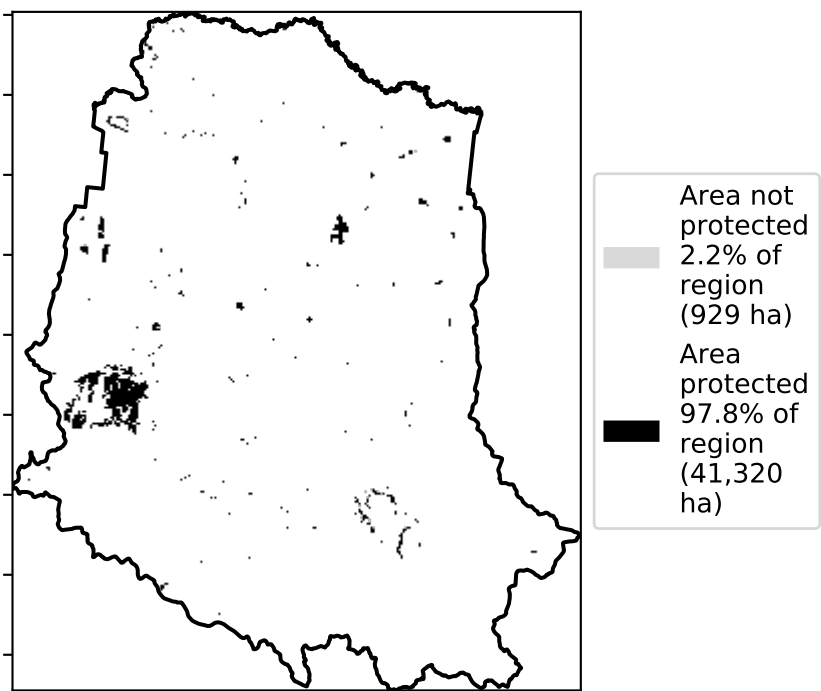 Area not
protected
2.2% of
region
(929 ha)
Area
protected
97.8% of
region
(41,320
ha)